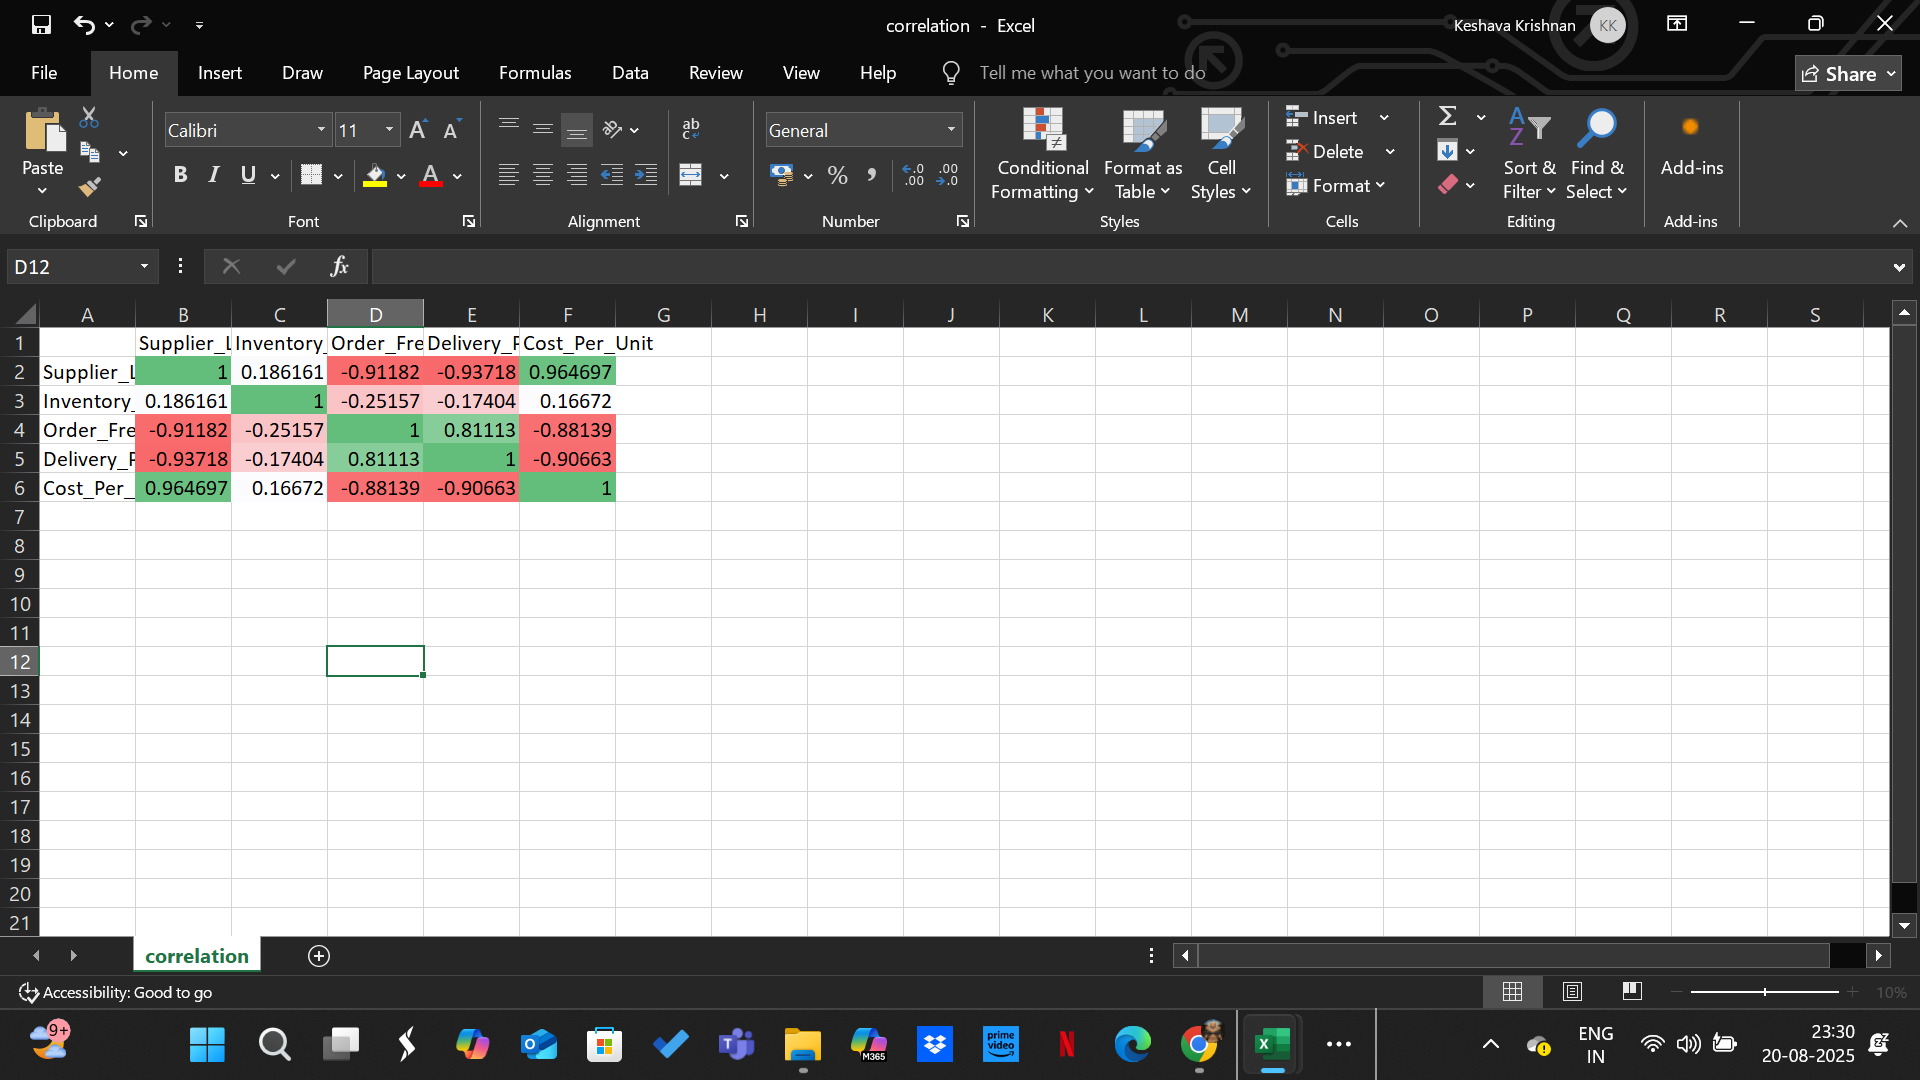 correlation - Excel
Keshava Krishnan
KK
File
Home
Insert
Draw
Page Layout
Formulas
Data
Review
View
Help
Tell me what you want to do
Share
Paste
Clipboard
Calibri
11
B I U
Font
ab
Alignment
General
% ,
Number
Conditional Formatting
Format as Table
Cell Styles
Styles
Insert
Delete
Format
Cells
Sort & Filter
Find & Select
Editing
Add-ins
Add-ins
D12
fx
A B C D E F G H I J K L M N O P Q R S
1 Supplier_L Inventory_ Order_Fre Delivery_P Cost_Per_Unit
2 Supplier_L 1 0.186161 -0.91182 -0.93718 0.964697
3 Inventory_ 0.186161 1 -0.25157 -0.17404 0.16672
4 Order_Fre -0.91182 -0.25157 1 0.81113 -0.88139
5 Delivery_P -0.93718 -0.17404 0.81113 1 -0.90663
6 Cost_Per_ 0.964697 0.16672 -0.88139 -0.90663 1
7
8
9
10
11
12
13
14
15
16
17
18
19
20
21
correlation
Accessibility: Good to go
10%
9+
M365
prime video
ENG
IN
23:30
20-08-2025